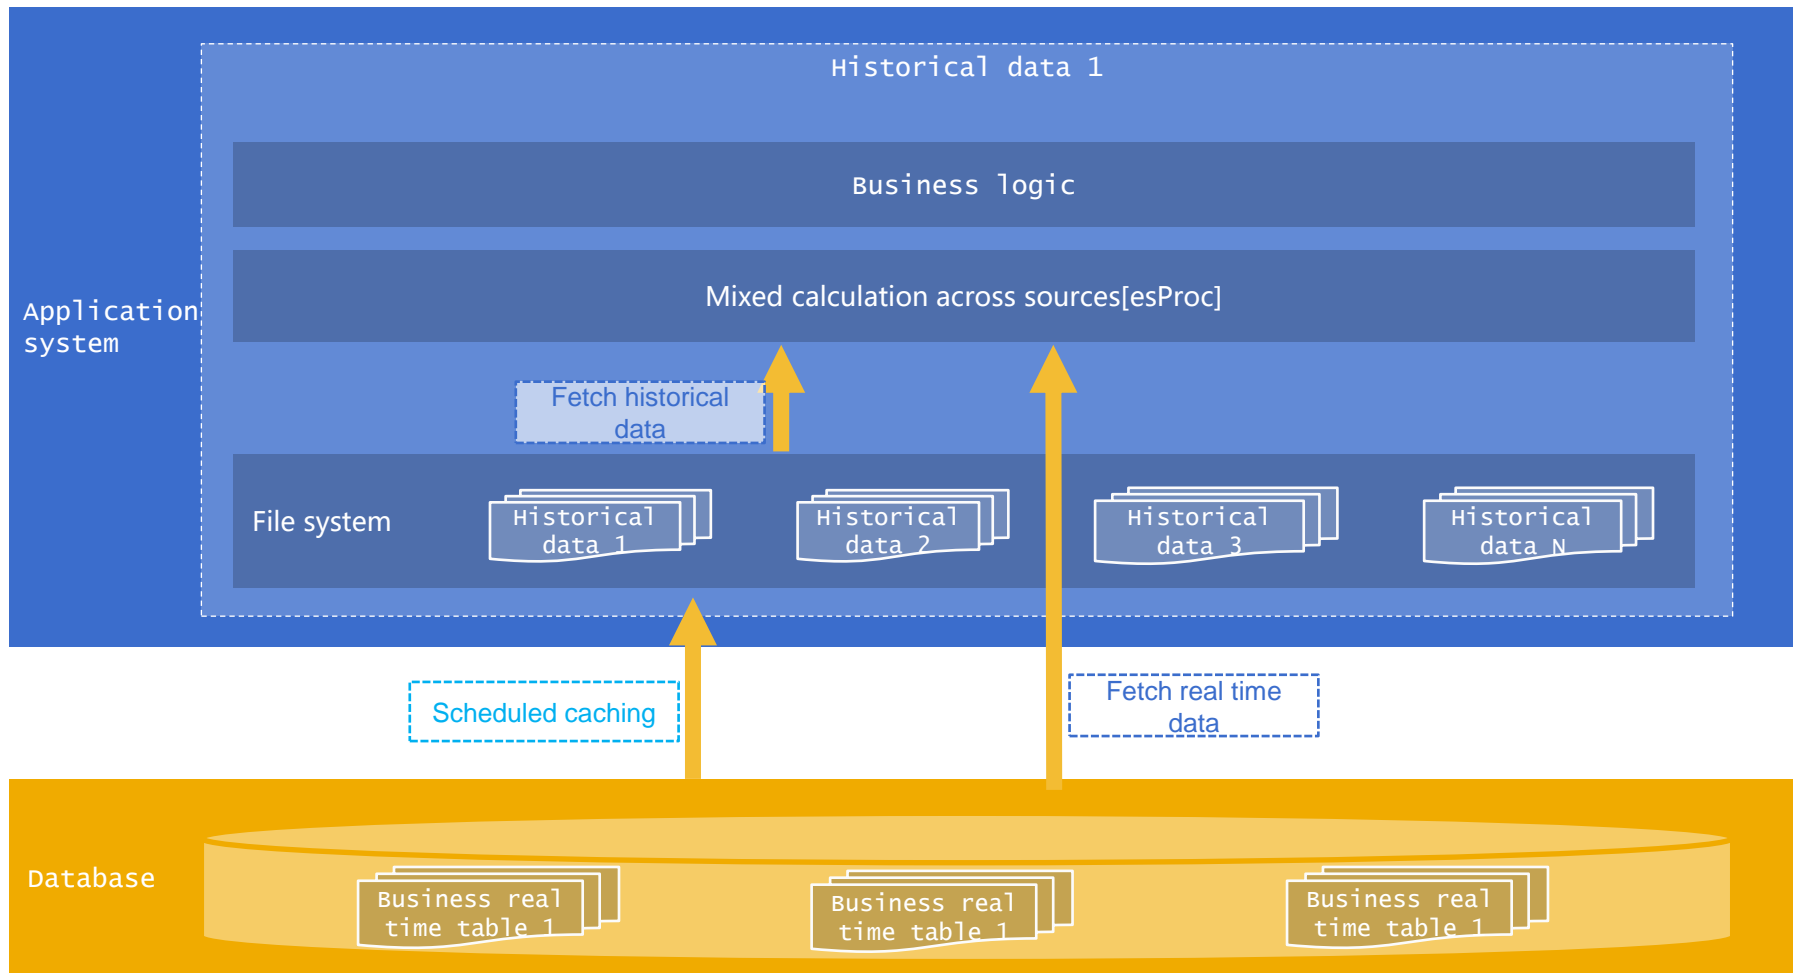 Historical data 1
Business logic
Mixed calculation across sources[esProc]
Application
system
Fetch historical
data
File system
Historical
data 1
Historical
data 2
Historical
data 3
Historical
data N
Scheduled caching
Fetch real time
data
Database
Business real
time table 1
Business real
time table 1
Business real
time table 1